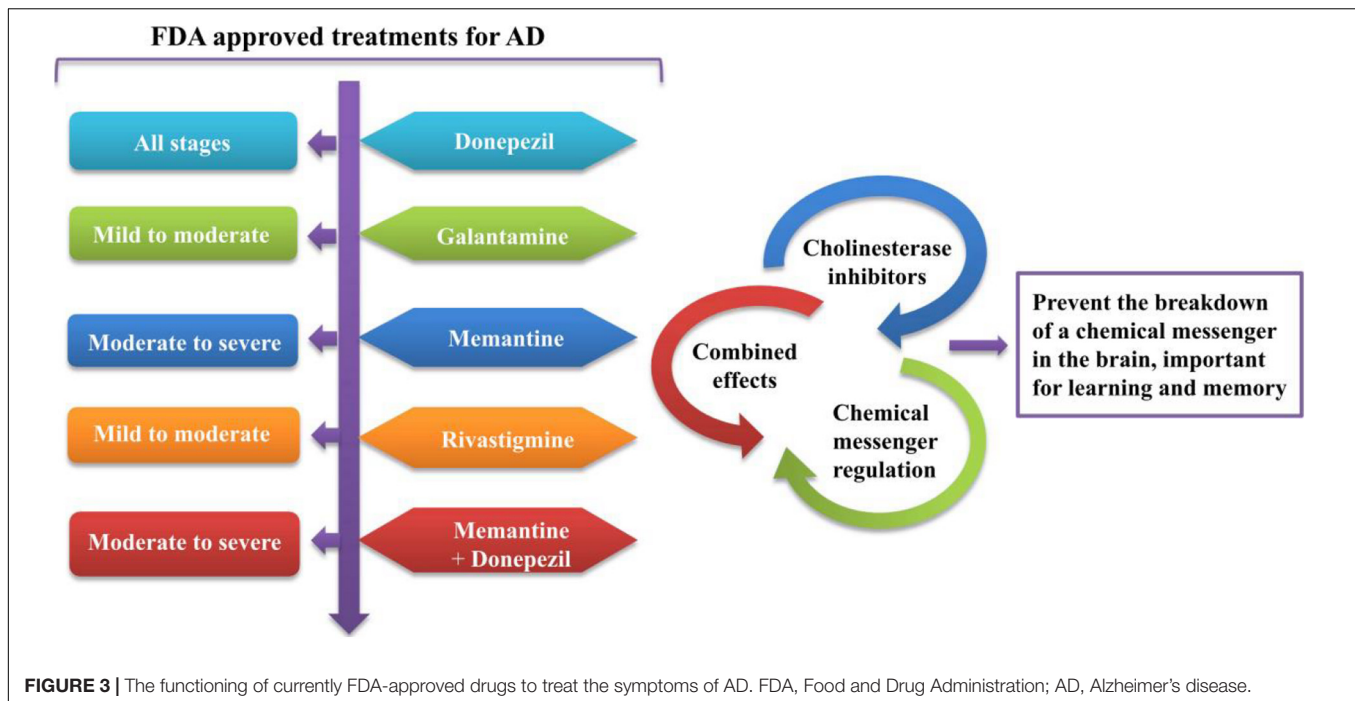 FDA approved treatments for AD
All stages
Donepezil
Mild to moderate
Galantamine
Moderate to severe
Memantine
Mild to moderate
Rivastigmine
Moderate to severe
Memantine
+ Donepezil
Cholinesterase
inhibitors
Combined
effects
Chemical
messenger
regulation
Prevent the breakdown
of a chemical messenger
in the brain, important
for learning and memory
FIGURE 3 | The functioning of currently FDA-approved drugs to treat the symptoms of AD. FDA, Food and Drug Administration; AD, Alzheimer's disease.